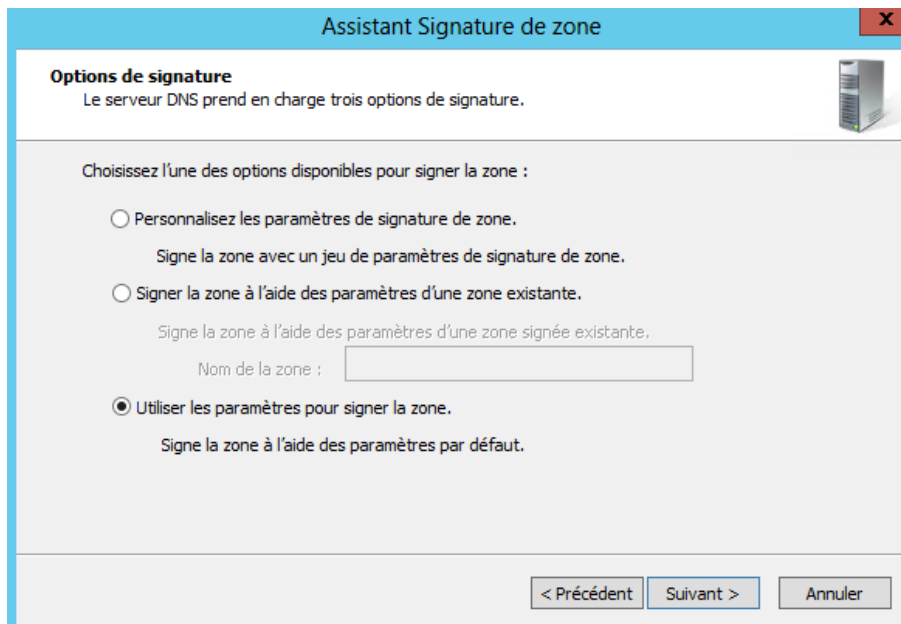 Assistant Signature de zone
x
Options de signature
Le serveur DNS prend en charge trois options de signature.
Choisissez l'une des options disponibles pour signer la zone :
Personnalisez les paramètres de signature de zone.
Signe la zone avec un jeu de paramètres de signature de zone.
Signer la zone à l'aide des paramètres d'une zone existante.
Signe la zone à l'aide des paramètres d'une zone signée existante.
Nom de la zone :
Utiliser les paramètres pour signer la zone.
Signe la zone à l'aide des paramètres par défaut.
< Précédent Suivant > Annuler